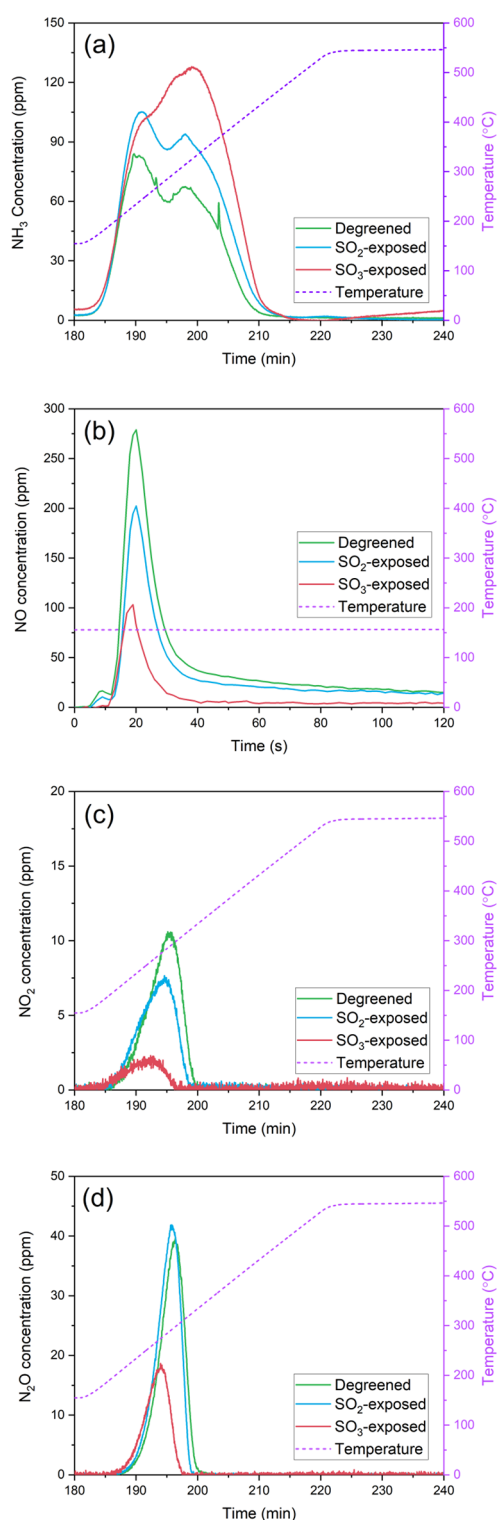 (a)
NH3 Concentration (ppm)
150
120
90
60
30
0
600
550
500
450
400
350
300
250
200
150
100
50
0
Temperature (°C)
Degreened
SO2-exposed
SO3-exposed
Temperature
180 190 200 210 220 230 240
Time (min)
(b)
NO concentration (ppm)
300
250
200
150
100
50
0
600
500
400
300
200
100
0
Temperature (°C)
Degreened
SO2-exposed
SO3-exposed
Temperature
0 20 40 60 80 100 120
Time (s)
(c)
NO2 concentration (ppm)
20
15
10
5
0
600
500
400
300
200
100
0
Temperature (°C)
Degreened
SO2-exposed
SO3-exposed
Temperature
180 190 200 210 220 230 240
Time (min)
(d)
N2O concentration (ppm)
50
40
30
20
10
0
600
500
400
300
200
100
0
Temperature (°C)
Degreened
SO2-exposed
SO3-exposed
Temperature
180 190 200 210 220 230 240
Time (min)